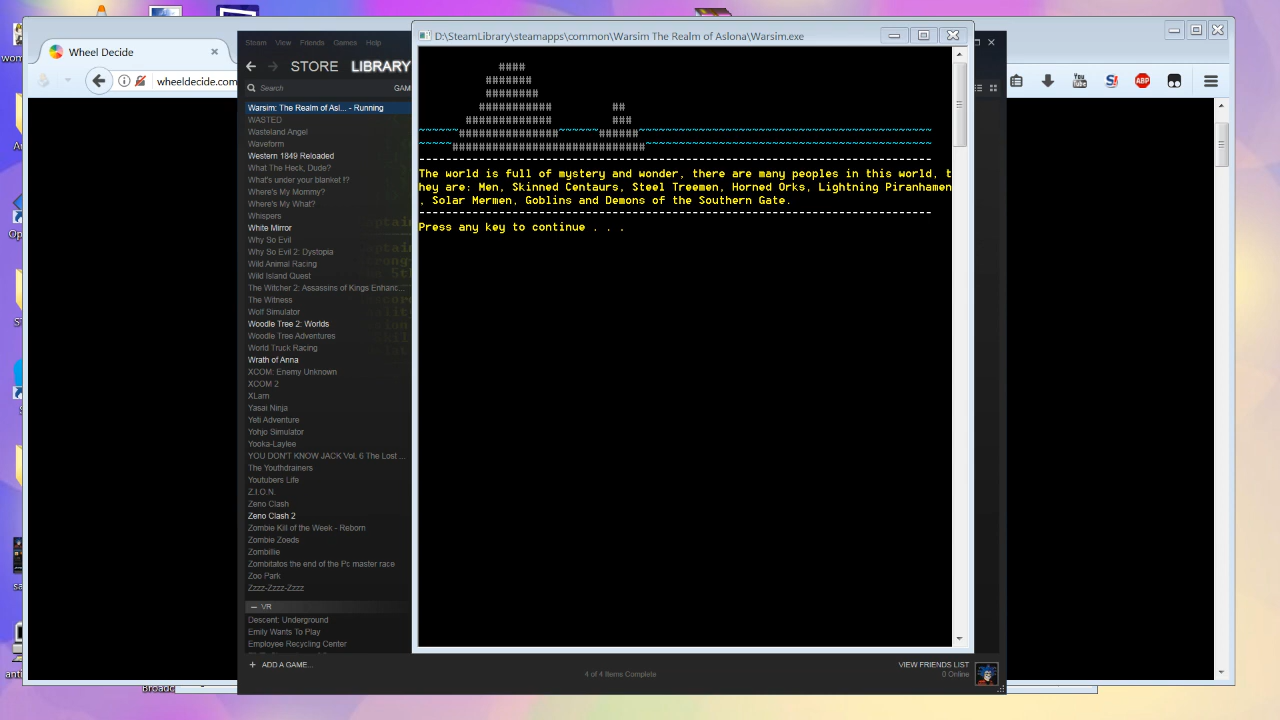 D:\SteamLibrary\steamapps\common\Warsim The Realm of Aslona\Warsim.exe
Wheel Decide
wheeldecide.com
Steam View Friends Games Help
STORE LIBRARY
Search
GAM
Warsim: The Realm of Asl... - Running
WASTED
Wasteland Angel
Waveform
Western 1849 Reloaded
What The Heck, Dude?
What's under your blanket !?
Where's My Mommy?
Where's My What?
Whispers
White Mirror
Why So Evil
Why So Evil 2: Dystopia
Wild Animal Racing
Wild Island Quest
The Witcher 2: Assassins of Kings Enhanc...
The Witness
Wolf Simulator
Woodle Tree 2: Worlds
Woodle Tree Adventures
World Truck Racing
Wrath of Anna
XCOM: Enemy Unknown
XCOM 2
XLarn
Yasai Ninja
Yeti Adventure
Yohjo Simulator
Yooka-Laylee
YOU DON'T KNOW JACK Vol. 6 The Lost ...
The Youthdrainers
Youtubers Life
Z.I.O.N.
Zeno Clash
Zeno Clash 2
Zombie Kill of the Week - Reborn
Zombie Zoeds
Zombillie
Zombitatos the end of the Pc master race
Zoo Park
Zzzz-Zzzz-Zzzz
VR
Descent: Underground
Emily Wants To Play
Employee Recycling Center
+ ADD A GAME...
The world is full of mystery and wonder, there are many peoples in this world, t
hey are: Men, Skinned Centaurs, Steel Treemen, Horned Orks, Lightning Piranhamen
, Solar Mermen, Goblins and Demons of the Southern Gate.
Press any key to continue . . .
4 of 4 Items Complete
VIEW FRIENDS LIST
0 Online
You Tube
ABP